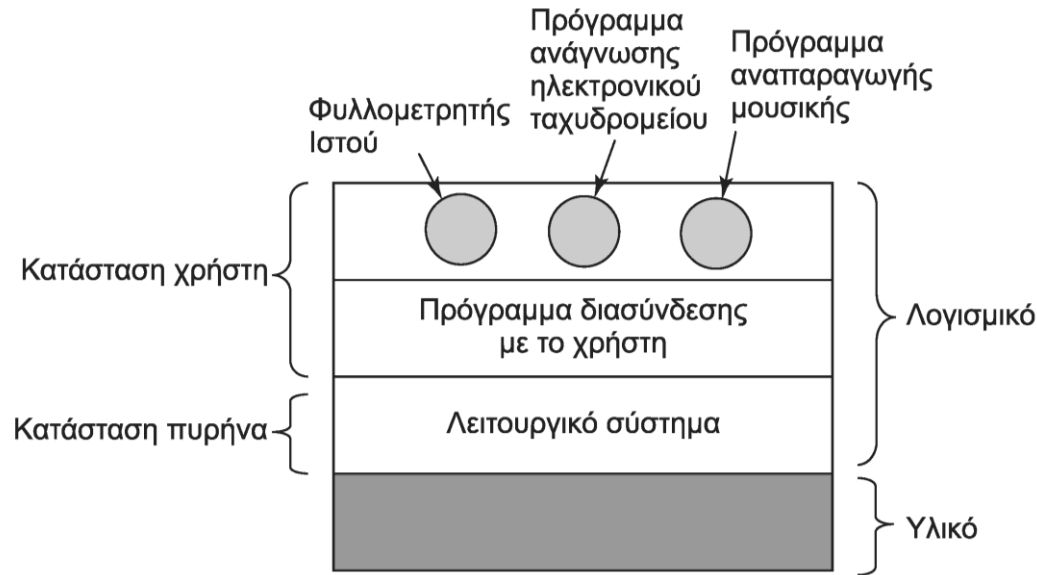 Πρόγραμμα
ανάγνωσης
ηλεκτρονικού
ταχυδρομείου
Πρόγραμμα
αναπαραγωγής
μουσικής
Φυλλομετρητής
Ιστού
Κατάσταση χρήστη
Πρόγραμμα διασύνδεσης
με το χρήστη
Λογισμικό
Κατάσταση πυρήνα
Λειτουργικό σύστημα
Υλικό